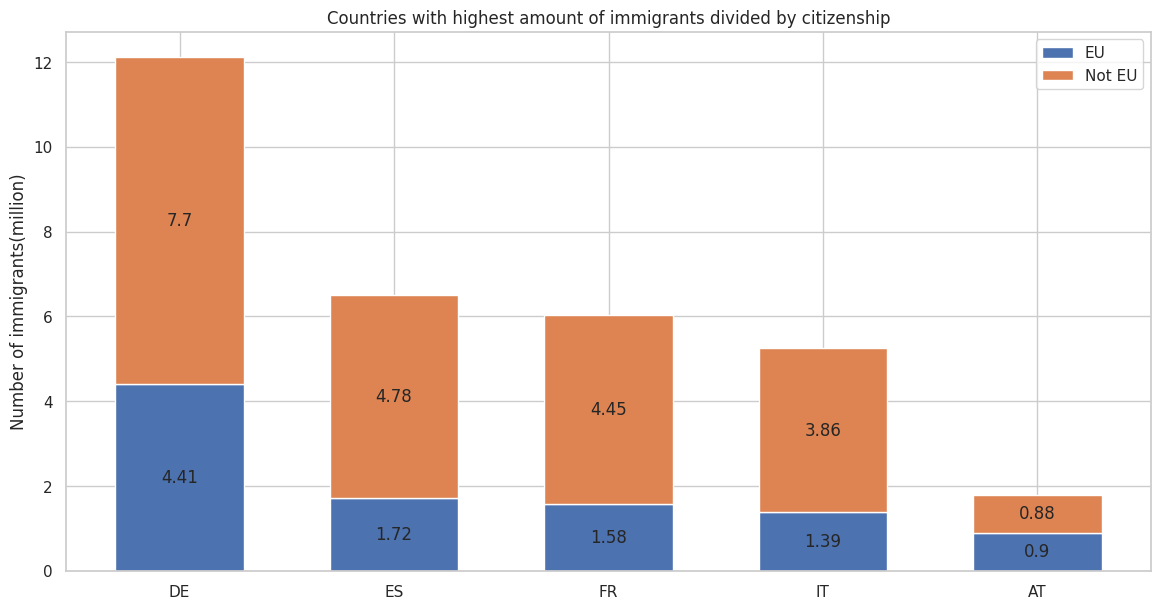 Countries with highest amount of immigrants divided by citizenship
EU
Not EU
Number of immigrants(million)
12
10
8
6
4
2
0
7.7
4.41
4.78
1.72
4.45
1.58
3.86
1.39
0.88
0.9
DE
ES
FR
IT
AT